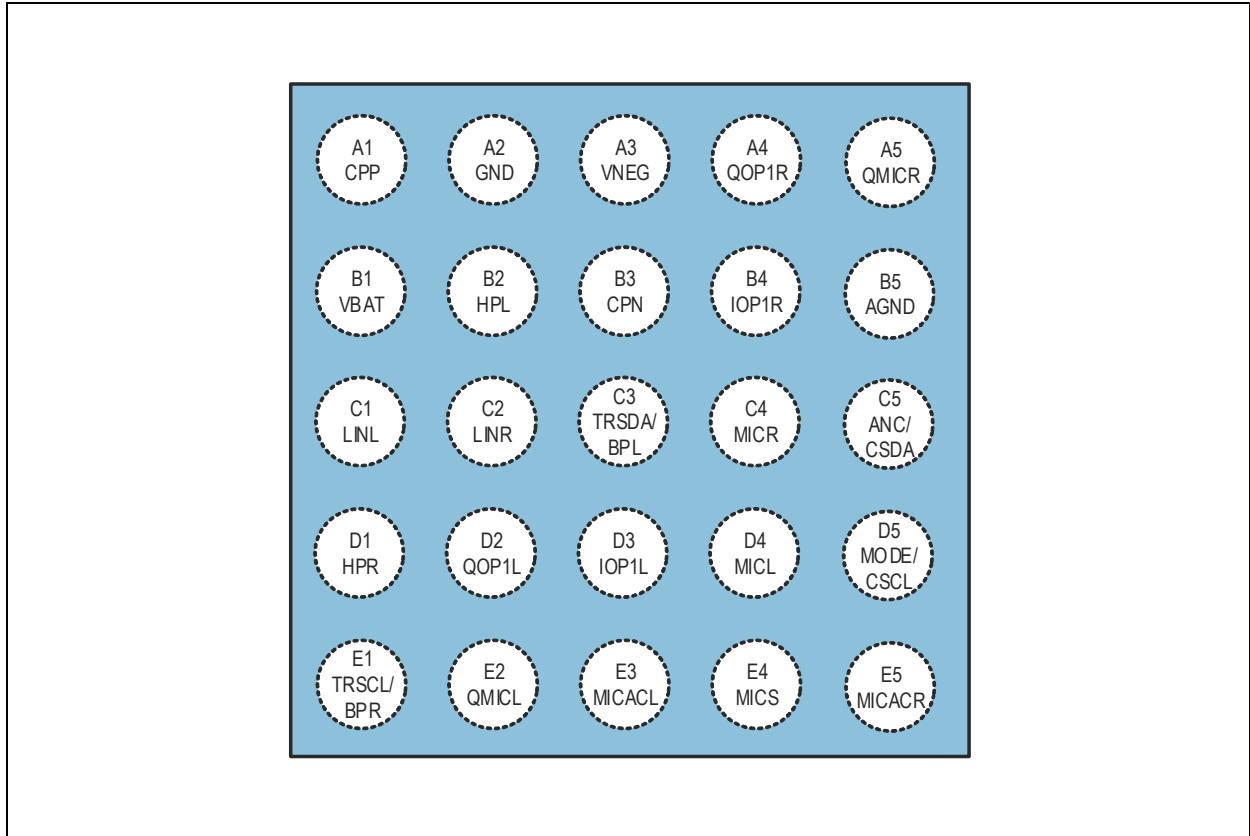 A1
CPP
A2
GND
A3
VNEG
A4
QOP1R
A5
QMICR
B1
VBAT
B2
HPL
B3
CPN
B4
IOP1R
B5
AGND
C1
LINL
C2
LINR
C3
TRSDA/
BPL
C4
MICR
C5
ANC/
CSDA
D1
HPR
D2
QOP1L
D3
IOP1L
D4
MICL
D5
MODE/
CSCL
E1
TRSCL/
BPR
E2
QMICL
E3
MICACL
E4
MICS
E5
MICACR